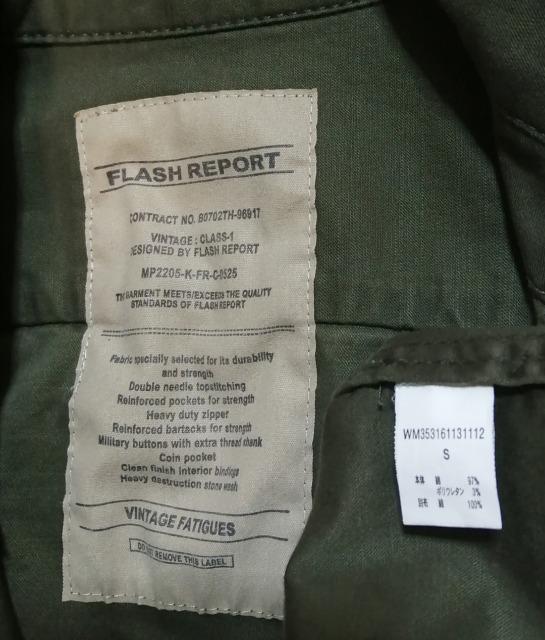 FLASH REPORT
CONTRACT NO. B0702TH-96917
VINTAGE : CLASS-1
DESIGNED BY FLASH REPORT
MP2205-K-FR-C-0525
GARMENT MEETS/EXCEEDS THE QUALITY
STANDARDS OF FLASH REPORT
Fabric specially selected for its durability
and strength
Double needle topstitching
Reinforced pockets for strength
Heavy duty zipper
Reinforced bartacks for strength
Military buttons with extra thread shank
Coin pocket
Clean finish interior bindings
Heavy destruction stone wash
VINTAGE FATIGUES
DO NOT REMOVE THIS LABEL
WM353161131112
S
本体 綿 97%
ポリウレタン 3%
別布 綿 100%